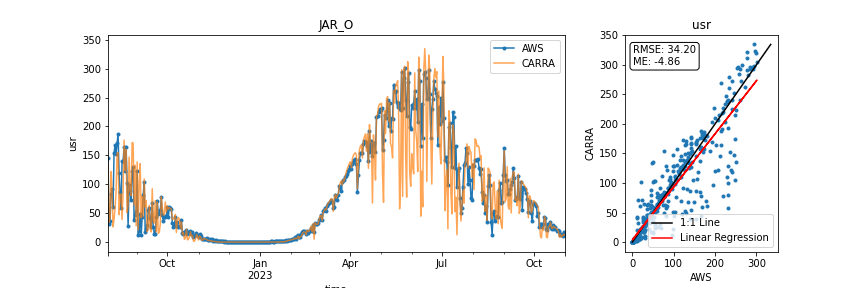 JAR_O
usr
350
300
250
200
150
100
50
0
usr
AWS
CARRA
Oct
Jan
2023
Apr
Jul
Oct
time
usr
350
300
250
200
150
100
50
0
CARRA
RMSE: 34.20
ME: -4.86
1:1 Line
Linear Regression
0
100
200
300
AWS